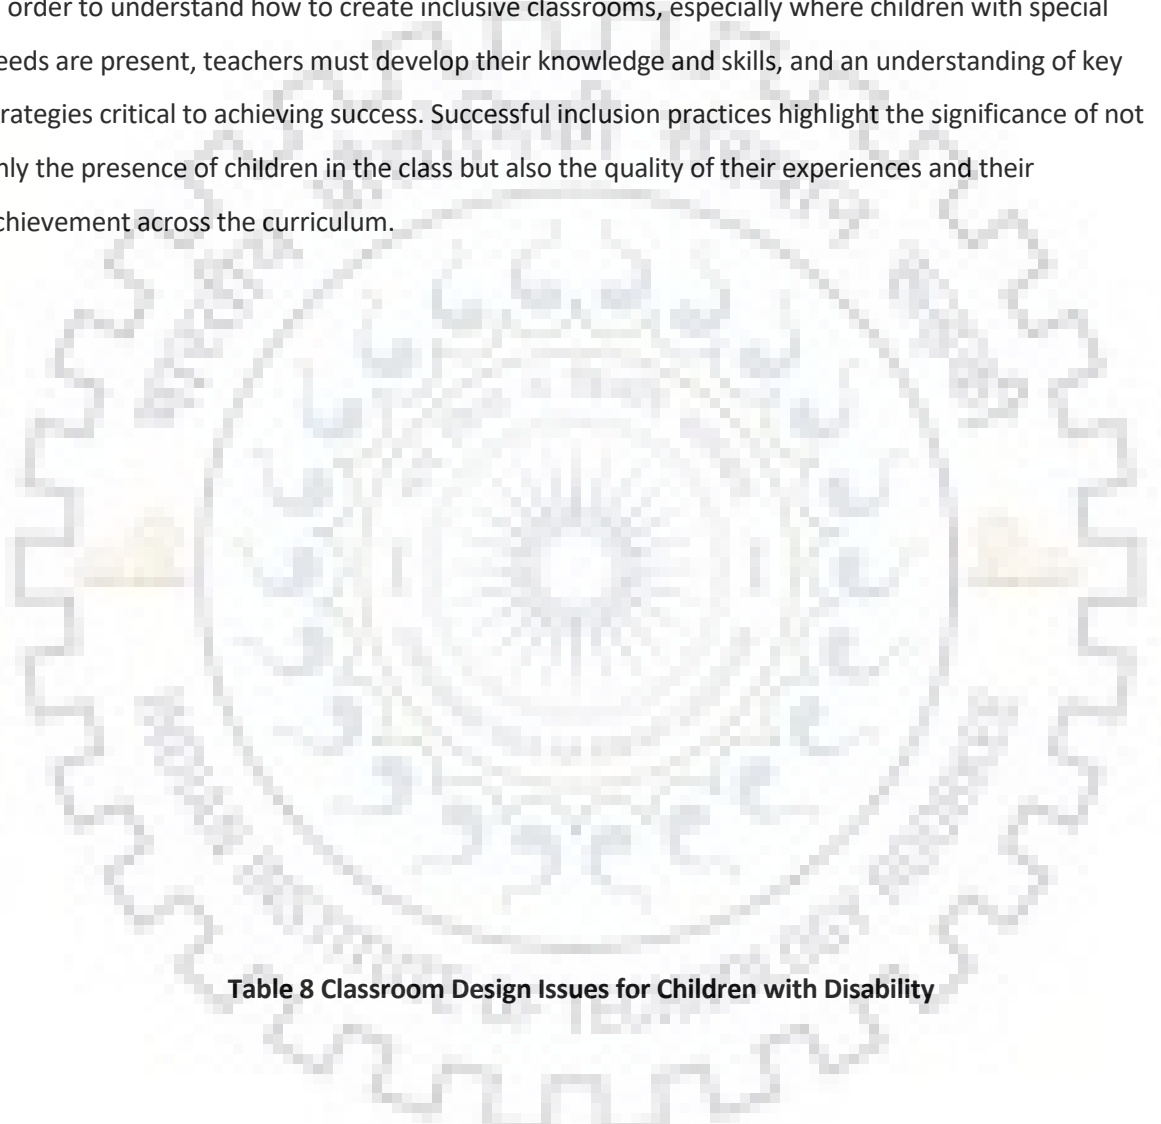 order to understand how to create inclusive classrooms, especially where children with special
eeds are present, teachers must develop their knowledge and skills, and an understanding of key
rategies critical to achieving success. Successful inclusion practices highlight the significance of not
nly the presence of children in the class but also the quality of their experiences and their
chievement across the curriculum.
Table 8 Classroom Design Issues for Children with Disability